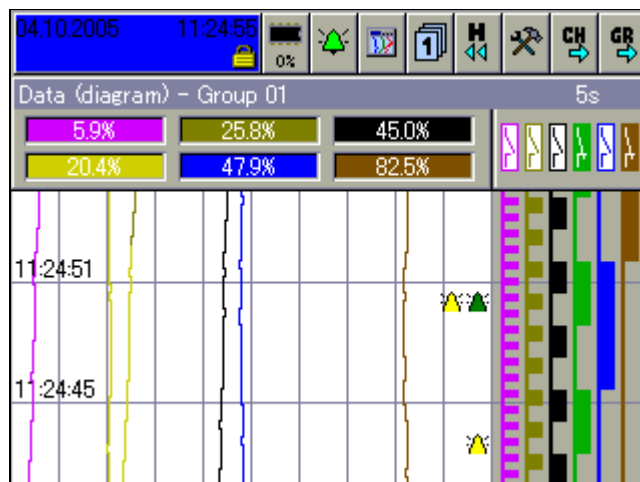 04.10.2005 11:24:55
0%
1
H
CH
GR
Data (diagram) - Group 01 5s
5.9% 25.8% 45.0%
20.4% 47.9% 82.5%
11:24:51
11:24:45